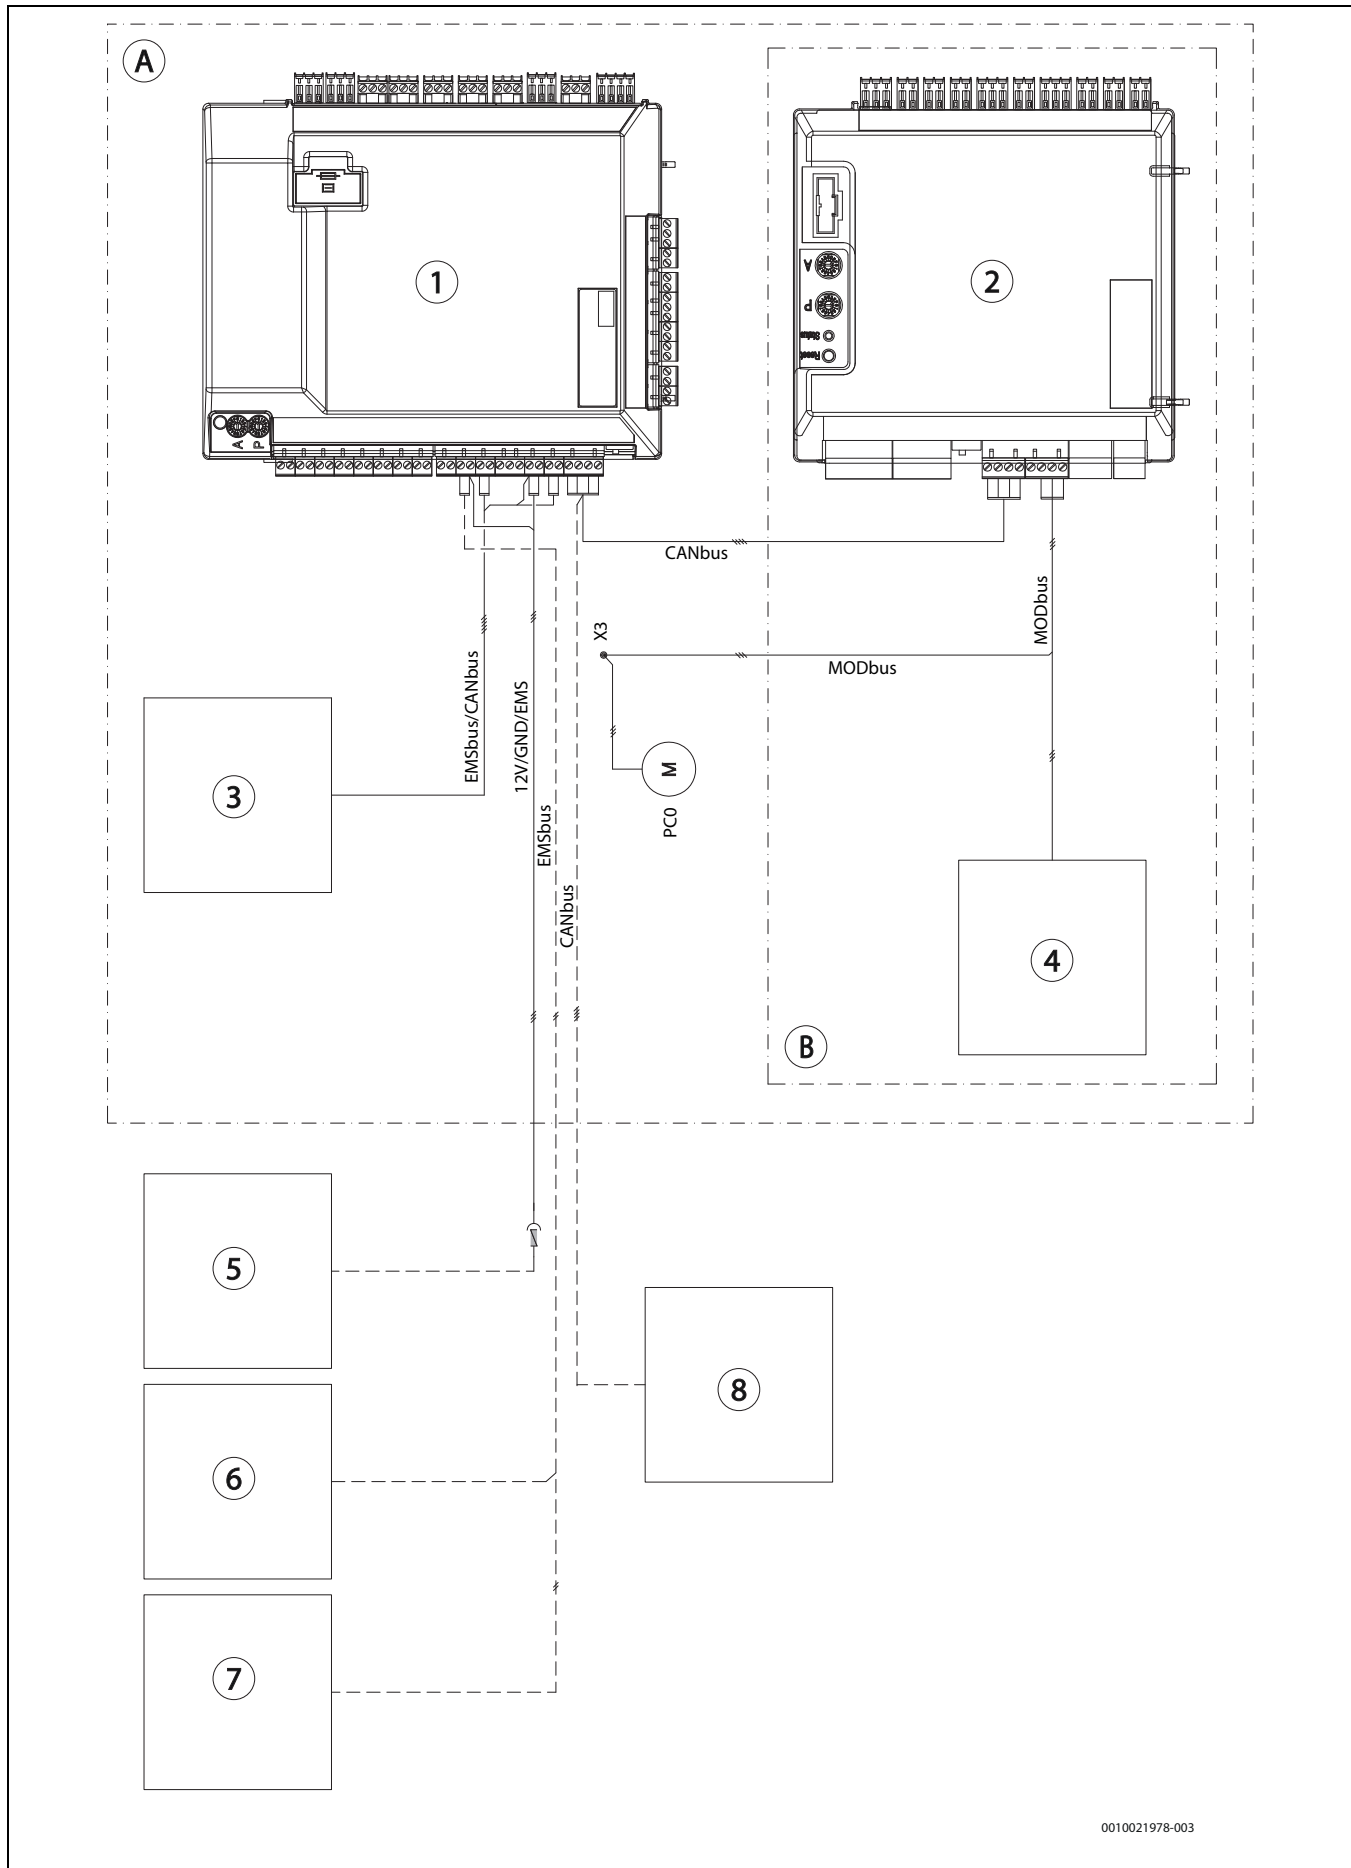 A
1
2
A
P
Status
Reset
A
P
CANbus
X3
MODbus
MODbus
EMSbus/CANbus
12V/GND/EMS
3
M
PC0
EMSbus
CANbus
4
B
5
8
6
7
0010021978-003